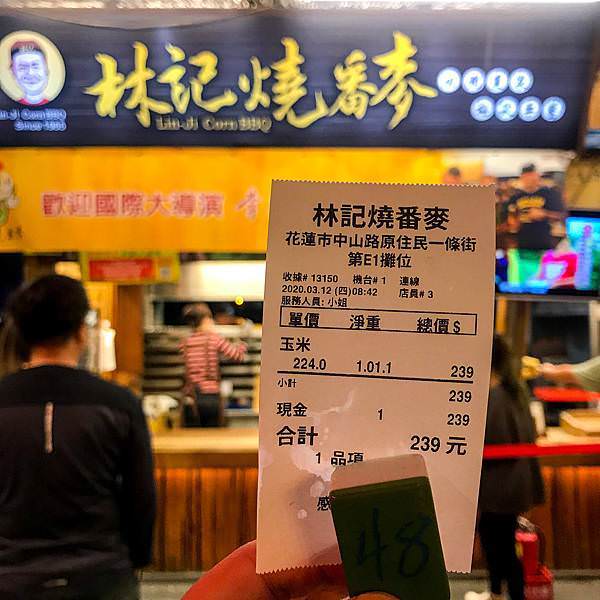 林記燒番麥
Lin-Ji Corn BBQ
Lin-Ji Corn BBQ
歡迎國際大導演
林記燒番麥
花蓮市中山路原住民一條街
第E1攤位
收據# 13150 機台# 1 連線
2020.03.12 (四)08:42 店員# 3
服務人員: 小姐
單價 淨重 總價 $
玉米
224.0 1.01.1 239
小計 239
現金 1 239
合計 239 元
1 品項
感
48